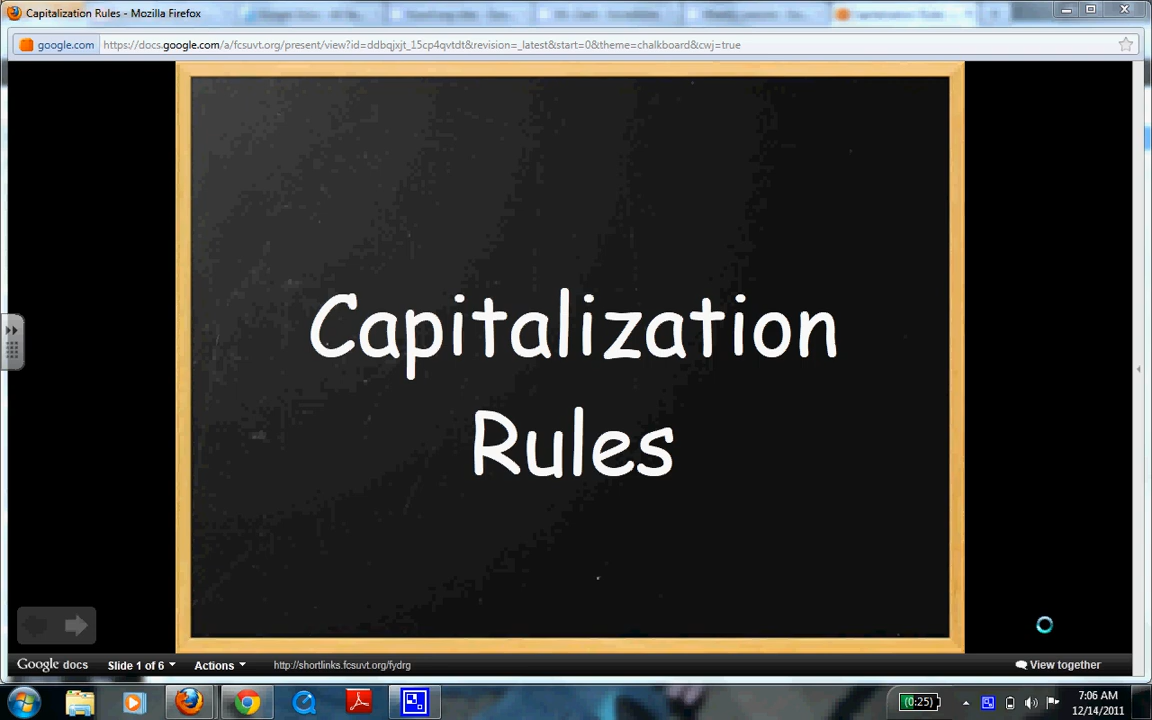 Capitalization Rules - Mozilla Firefox
google.com https://docs.google.com/a/fcsuvt.org/present/view?id=ddbqjxjt_15cp4qvtdt&revision=_latest&start=0&theme=chalkboard&cwj=true
Capitalization
Rules
Google docs Slide 1 of 6 Actions http://shortlinks.fcsuvt.org/fydrg View together
(0:25) 7:06 AM
12/14/2011